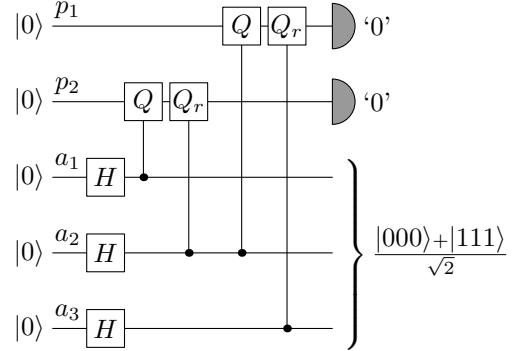 |0⟩ p₁ Q Qᵣ '0'
|0⟩ p₂ Q Qᵣ '0'
|0⟩ a₁ H
|0⟩ a₂ H
|0⟩ a₃ H
|000⟩+|111⟩
√2